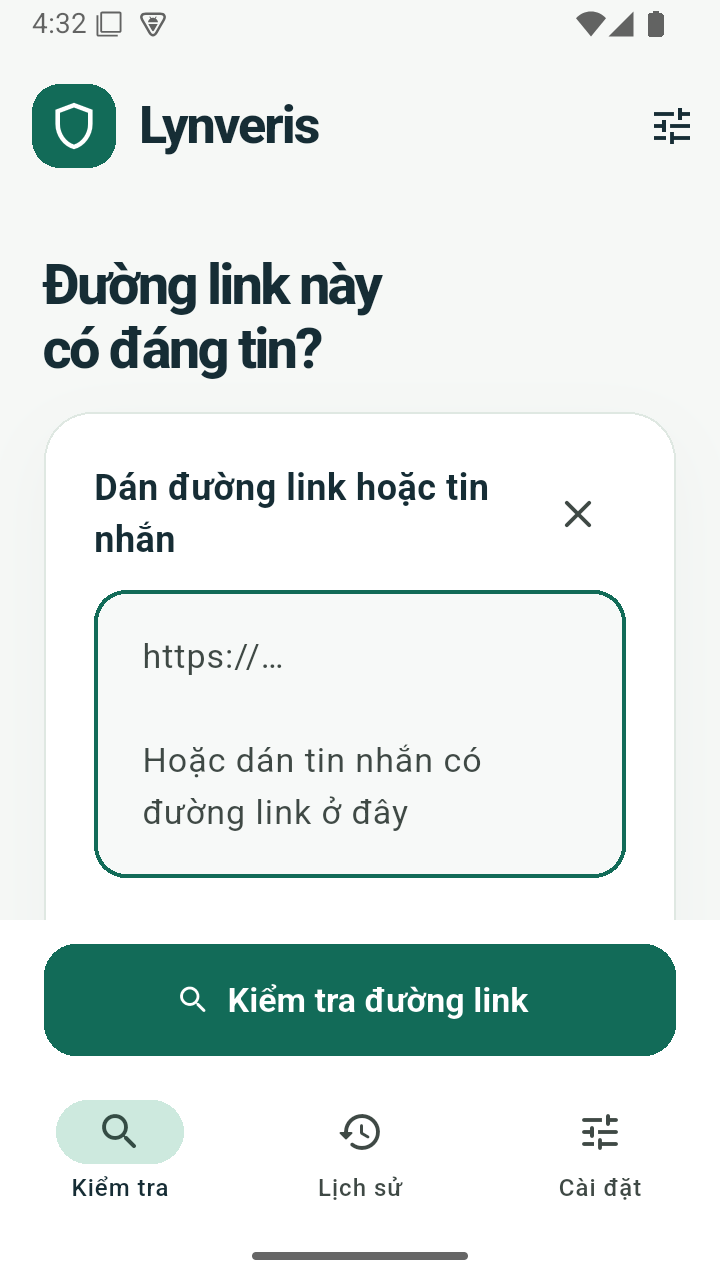 4:32
Lynveris
Đường link này
có đáng tin?
Dán đường link hoặc tin
nhắn
https://…
Hoặc dán tin nhắn có
đường link ở đây
Kiểm tra đường link
Kiểm tra
Lịch sử
Cài đặt